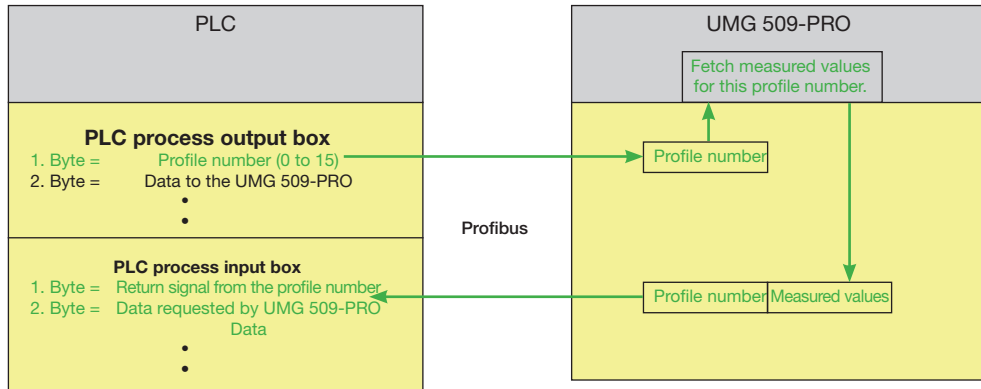 PLC
PLC process output box
1. Byte = Profile number (0 to 15)
2. Byte = Data to the UMG 509-PRO
•
•
PLC process input box
1. Byte = Return signal from the profile number
2. Byte = Data requested by UMG 509-PRO
Data
•
•
Profibus
UMG 509-PRO
Fetch measured values
for this profile number.
Profile number
Profile number Measured values